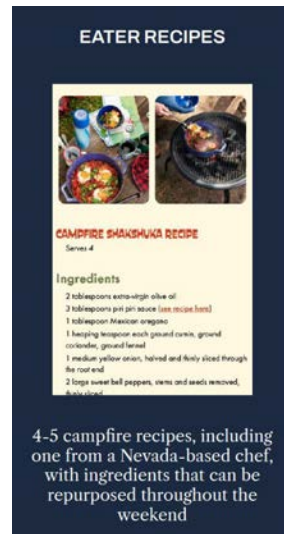 EATER RECIPES
CAMPFIRE SHAKSHUKA RECIPE
Serves 4
Ingredients
2 tablespoons extra-virgin olive oil
3 tablespoons piri piri sauce (see recipe here)
1 tablespoon Mexican oregano
1 heaping teaspoon each ground cumin, ground
coriander, ground fennel
1 medium yellow onion, halved and thinly sliced through
the root end
2 large sweet bell peppers, stems and seeds removed,
thinly sliced
4-5 campfire recipes, including
one from a Nevada-based chef,
with ingredients that can be
repurposed throughout the
weekend